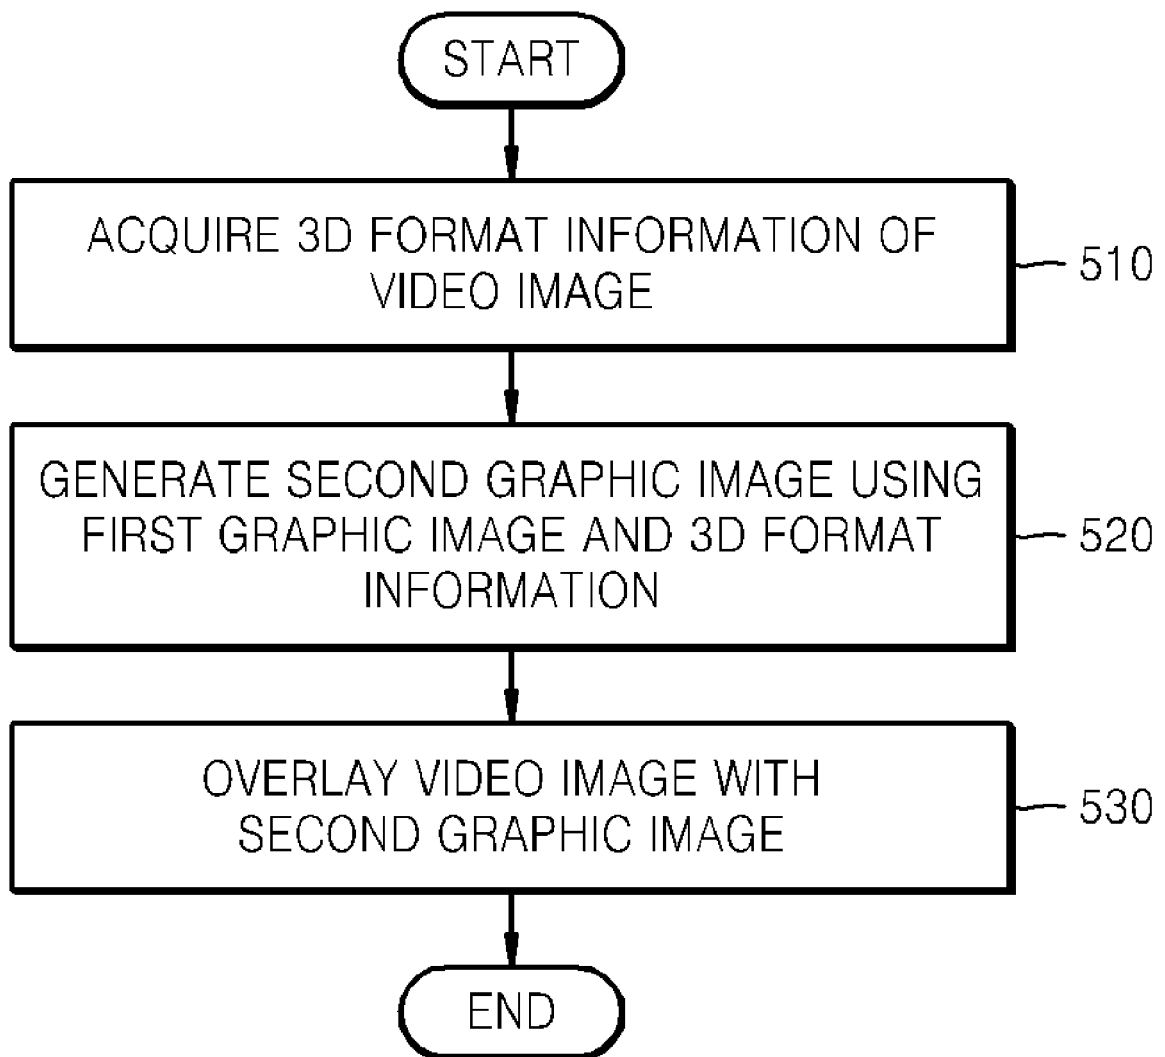 START
ACQUIRE 3D FORMAT INFORMATION OF
VIDEO IMAGE
510
GENERATE SECOND GRAPHIC IMAGE USING
FIRST GRAPHIC IMAGE AND 3D FORMAT
INFORMATION
520
OVERLAY VIDEO IMAGE WITH
SECOND GRAPHIC IMAGE
530
END